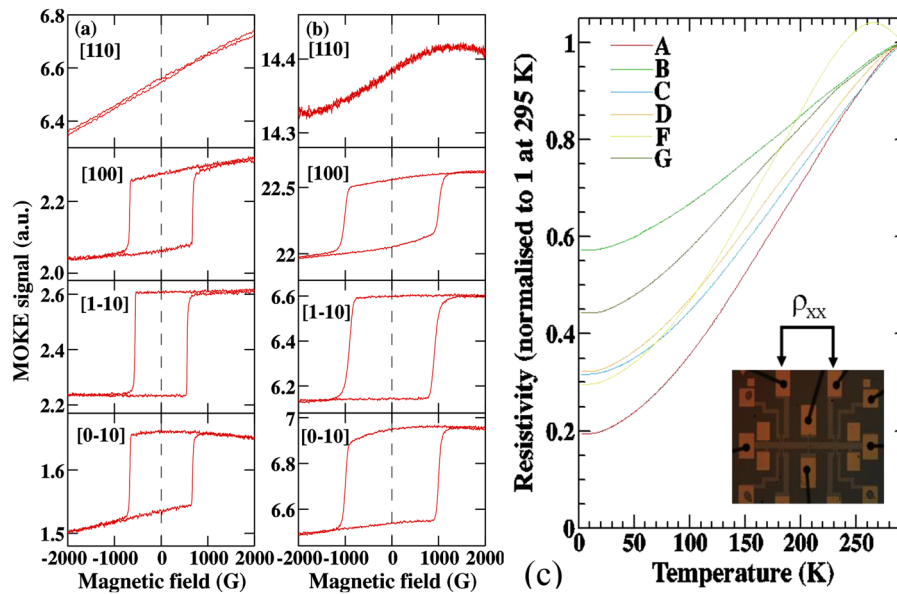 (a)
[110]
6.8
6.4
[100]
2.2
2.0
[1-10]
2.6
2.4
2.2
[0-10]
1.6
1.5
-2000 -1000 0 1000 2000
Magnetic field (G)
MOKE signal (a.u.)
(b)
[110]
14.4
14.3
[100]
22.5
22
[1-10]
6.6
6.4
6.2
[0-10]
7
6.6
-2000 -1000 0 1000 2000
Magnetic field (G)
(c)
Resistivity (normalised to 1 at 295 K)
1
0.8
0.6
0.4
0.2
0
A
B
C
D
F
G
ρxx
0 50 100 150 200 250
Temperature (K)